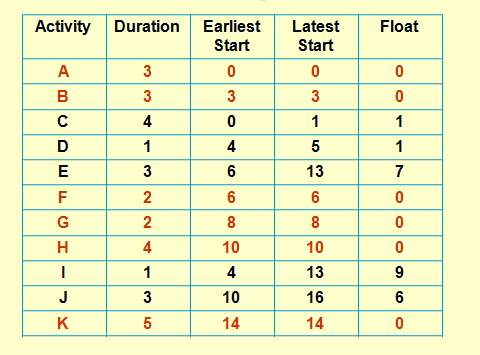 Activity Duration Earliest Start Latest Start Float
A 3 0 0 0
B 3 3 3 0
C 4 0 1 1
D 1 4 5 1
E 3 6 13 7
F 2 6 6 0
G 2 8 8 0
H 4 10 10 0
I 1 4 13 9
J 3 10 16 6
K 5 14 14 0